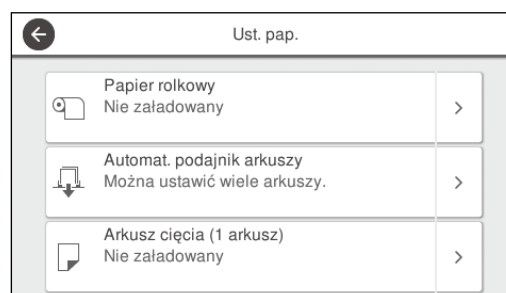 Ust. pap.
Papier rolkowy
Nie załadowany
Automat. podajnik arkuszy
Można ustawić wiele arkuszy.
Arkusz cięcia (1 arkusz)
Nie załadowany